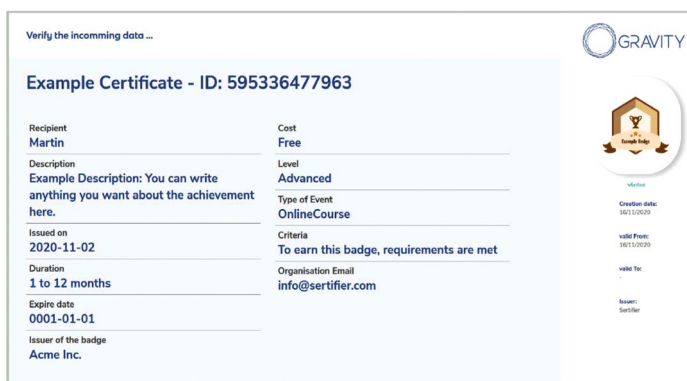 Verify the incomming data ...
GRAVITY
Example Certificate - ID: 595336477963
Recipient
Martin
Description
Example Description: You can write
anything you want about the achievement
here.
Issued on
2020-11-02
Duration
1 to 12 months
Expire date
0001-01-01
Issuer of the badge
Acme Inc.
Cost
Free
Level
Advanced
Type of Event
OnlineCourse
Criteria
To earn this badge, requirements are met
Organisation Email
info@sertifier.com
Example Badge
Creation date:
16/11/2020
valid From:
16/11/2020
valid To:
-
Issuer:
Sertifier